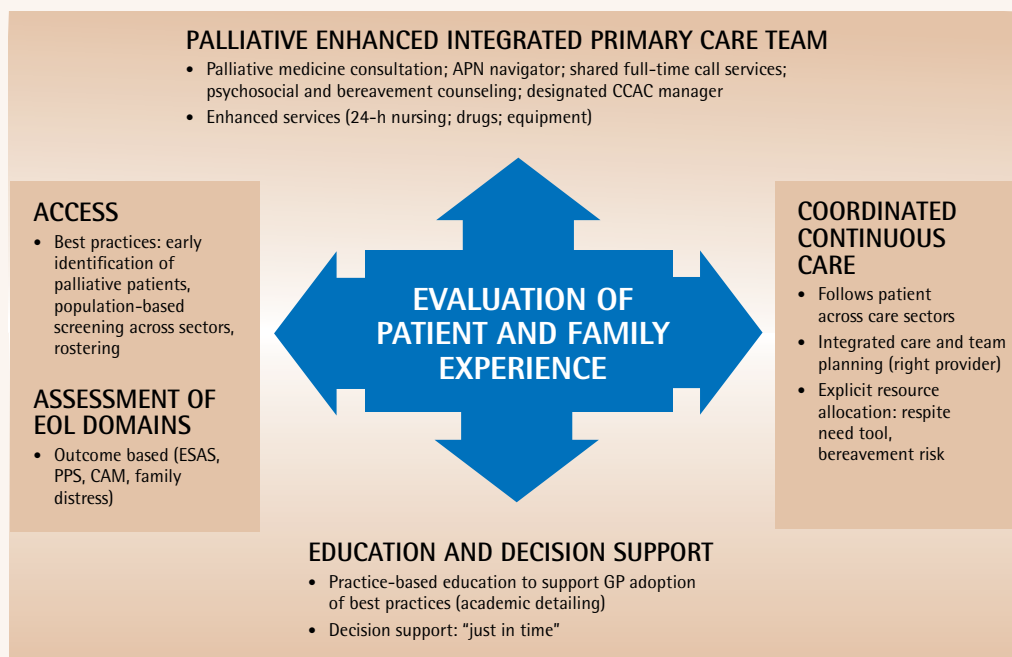 PALLIATIVE ENHANCED INTEGRATED PRIMARY CARE TEAM
• Palliative medicine consultation; APN navigator; shared full-time call services;
psychosocial and bereavement counseling; designated CCAC manager
• Enhanced services (24-h nursing; drugs; equipment)
ACCESS
• Best practices: early
identification of
palliative patients,
population-based
screening across sectors,
rostering
ASSESSMENT OF
EOL DOMAINS
• Outcome based (ESAS,
PPS, CAM, family
distress)
EVALUATION OF
PATIENT AND FAMILY
EXPERIENCE
COORDINATED
CONTINUOUS
CARE
• Follows patient
across care sectors
• Integrated care and team
planning (right provider)
• Explicit resource
allocation: respite
need tool,
bereavement risk
EDUCATION AND DECISION SUPPORT
• Practice-based education to support GP adoption
of best practices (academic detailing)
• Decision support: “just in time”